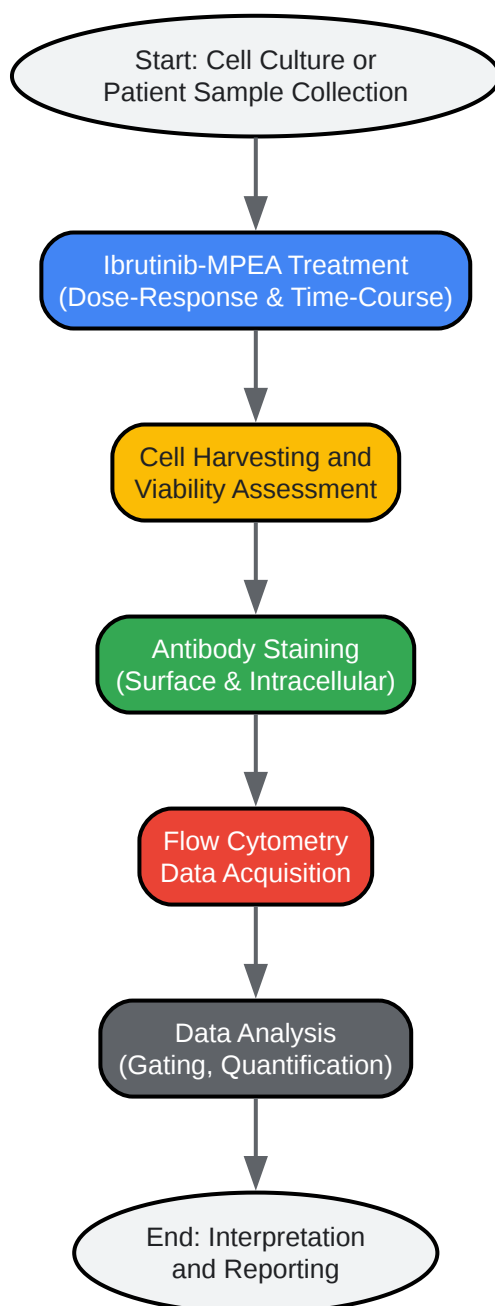 Start: Cell Culture or
Patient Sample Collection
Ibrutinib-MPEA Treatment
(Dose-Response & Time-Course)
Cell Harvesting and
Viability Assessment
Antibody Staining
(Surface & Intracellular)
Flow Cytometry
Data Acquisition
Data Analysis
(Gating, Quantification)
End: Interpretation
and Reporting